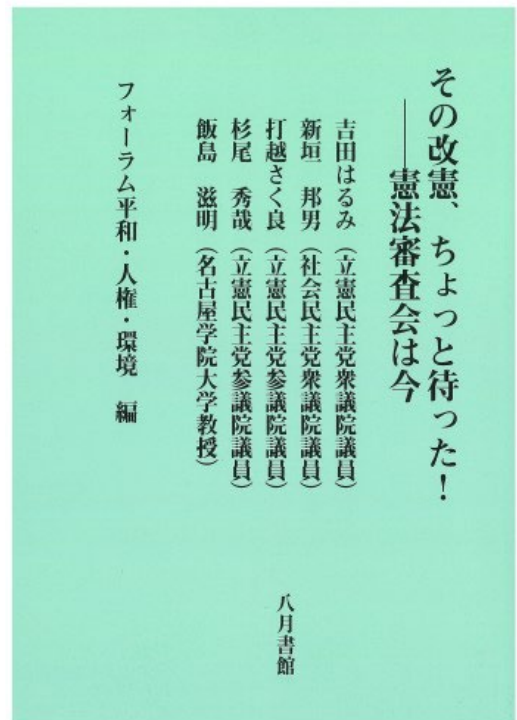 その改憲、ちょっと待った！
――憲法審査会は今
吉田はるみ（立憲民主党衆議院議員）
新垣　邦男（社会民主党衆議院議員）
打越さく良（立憲民主党参議院議員）
杉尾　秀哉（立憲民主党参議院議員）
飯島　滋明（名古屋学院大学教授）
フォーラム平和・人権・環境　編
八月書館